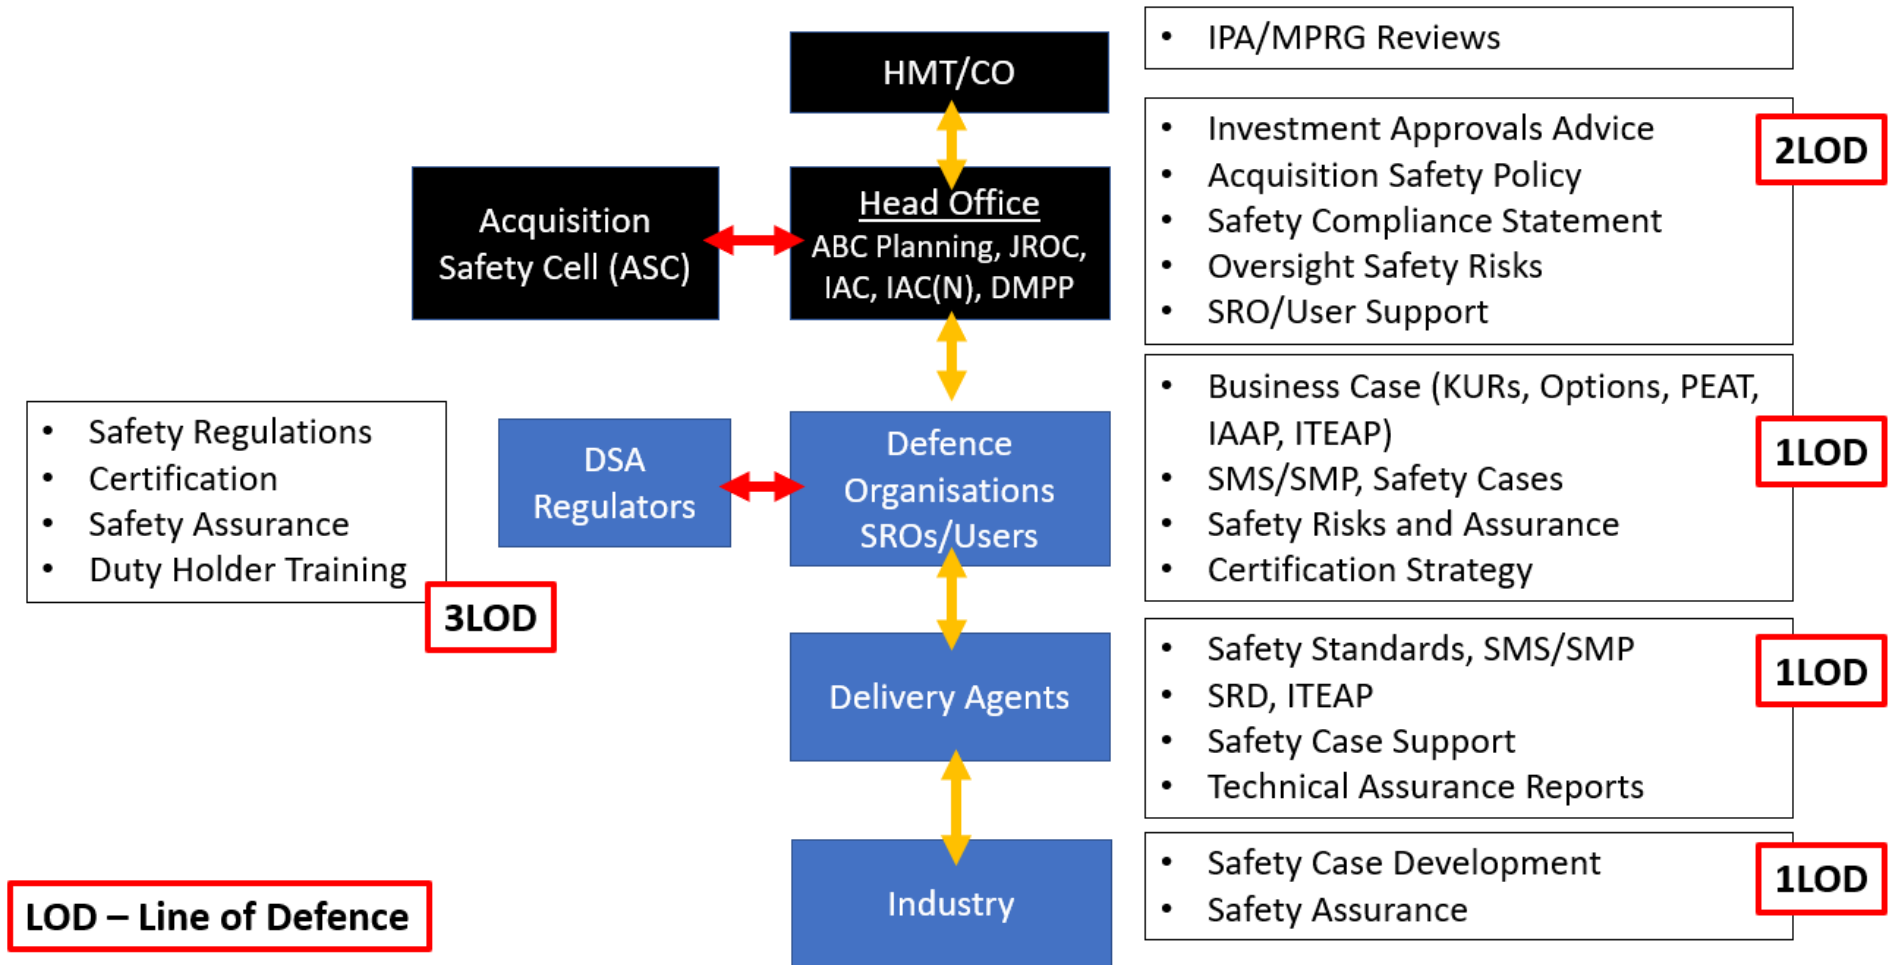 HMT/CO
• IPA/MPRG Reviews
Acquisition
Safety Cell (ASC)
Head Office
ABC Planning, JROC,
IAC, IAC(N), DMPP
• Investment Approvals Advice
• Acquisition Safety Policy
• Safety Compliance Statement
• Oversight Safety Risks
• SRO/User Support
2LOD
• Safety Regulations
• Certification
• Safety Assurance
• Duty Holder Training
3LOD
DSA
Regulators
Defence
Organisations
SROs/Users
• Business Case (KURs, Options, PEAT,
IAAP, ITEAP)
• SMS/SMP, Safety Cases
• Safety Risks and Assurance
• Certification Strategy
1LOD
Delivery Agents
• Safety Standards, SMS/SMP
• SRD, ITEAP
• Safety Case Support
• Technical Assurance Reports
1LOD
Industry
• Safety Case Development
• Safety Assurance
1LOD
LOD – Line of Defence